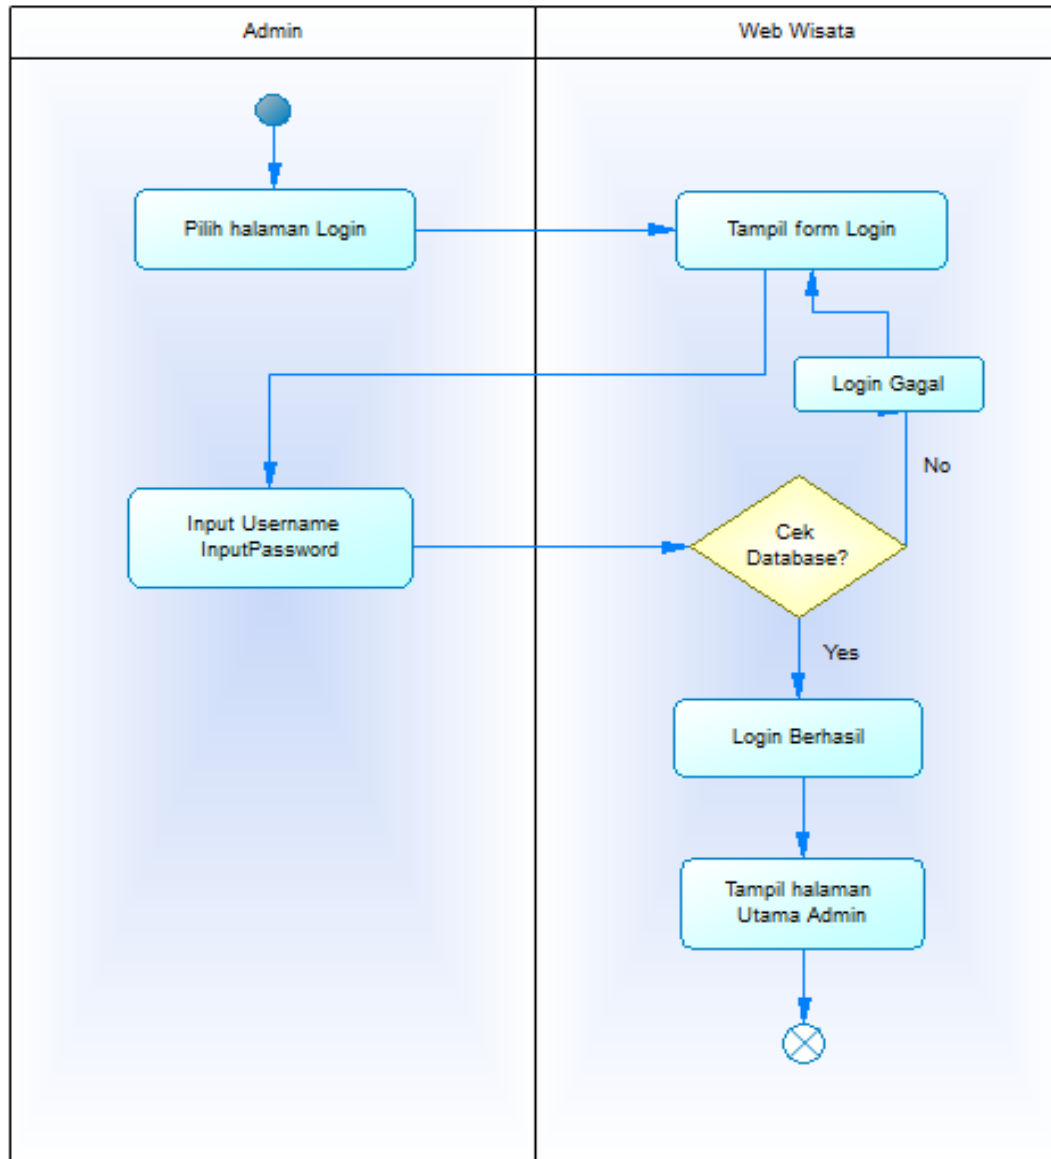 Admin
Web Wisata
Pilih halaman Login
Tampil form Login
Login Gagal
No
Input Username
InputPassword
Cek
Database?
Yes
Login Berhasil
Tampil halaman
Utama Admin